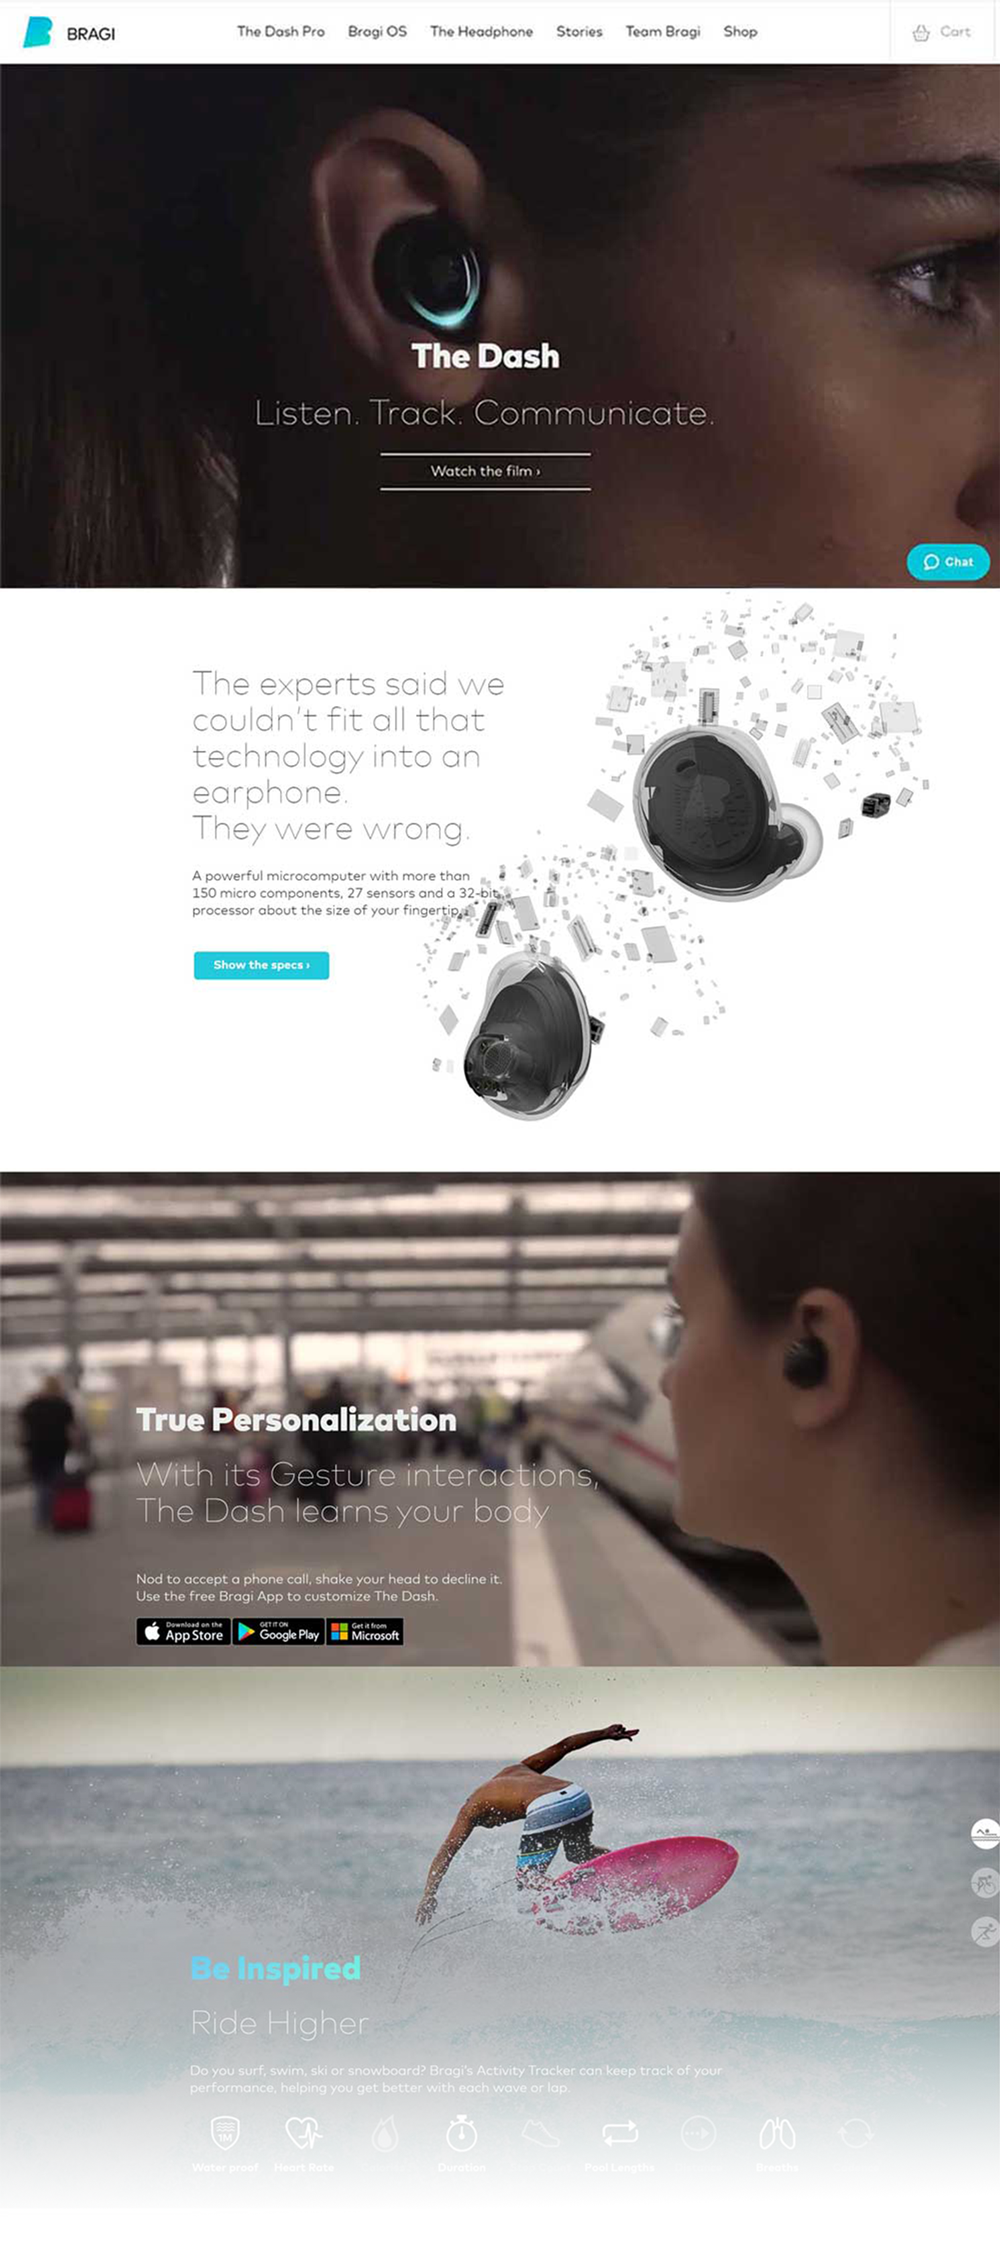 BRAGI
The Dash Pro
Bragi OS
The Headphone
Stories
Team Bragi
Shop
Cart
The Dash
Listen. Track. Communicate.
Watch the film ›
Chat
The experts said we
couldn't fit all that
technology into an
earphone.
They were wrong.
A powerful microcomputer with more than
150 micro components, 27 sensors and a 32-bit
processor about the size of your fingertip.
Show the specs ›
True Personalization
With its Gesture interactions,
The Dash learns your body
Nod to accept a phone call, shake your head to decline it.
Use the free Bragi App to customize The Dash.
Download on the
App Store
GET IT ON
Google Play
Get it from
Microsoft
Be Inspired
Ride Higher
Do you surf, swim, ski or snowboard? Bragi's Activity Tracker can keep track of your
performance, helping you get better with each wave or lap.
1M
Water proof
Heart Rate
Duration
Pool Lengths
Breaths